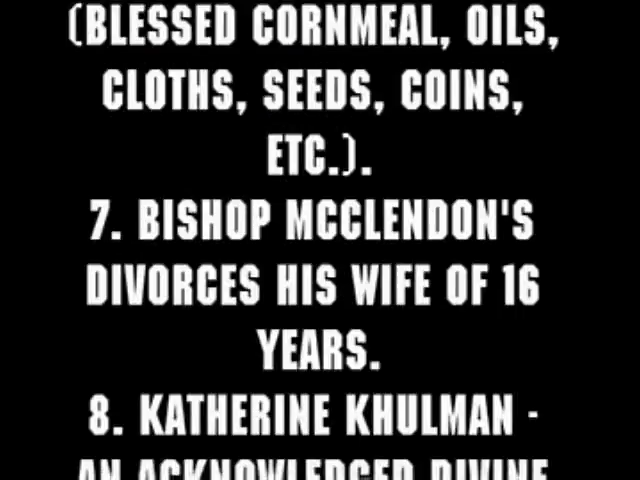 (BLESSED CORNMEAL, OILS,
CLOTHS, SEEDS, COINS,
ETC.).
7. BISHOP MCCLENDON'S
DIVORCES HIS WIFE OF 16
YEARS.
8. KATHERINE KHULMAN -
AN ACKNOWLEDGED DIVINE